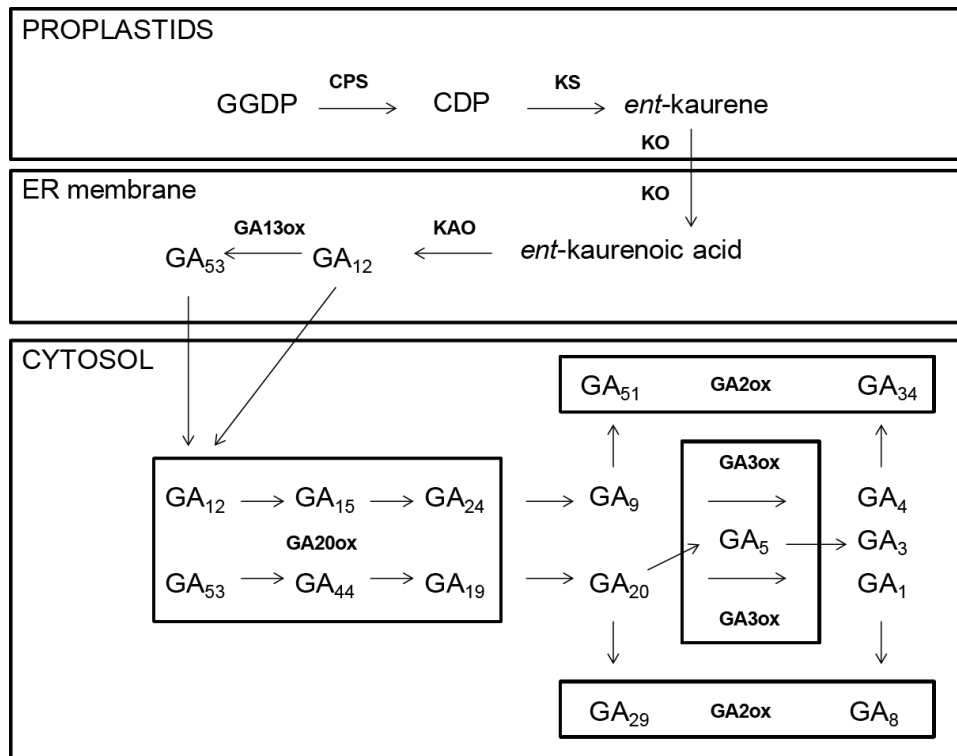 PROPLASTIDS
CPS
KS
GGDP
CDP
ent-kaurene
KO
ER membrane
KO
GA13ox
KAO
GA53
GA12
ent-kaurenoic acid
CYTOSOL
GA51
GA2ox
GA34
GA3ox
GA12
GA15
GA24
GA9
GA4
GA20ox
GA5
GA3
GA53
GA44
GA19
GA20
GA1
GA3ox
GA29
GA2ox
GA8